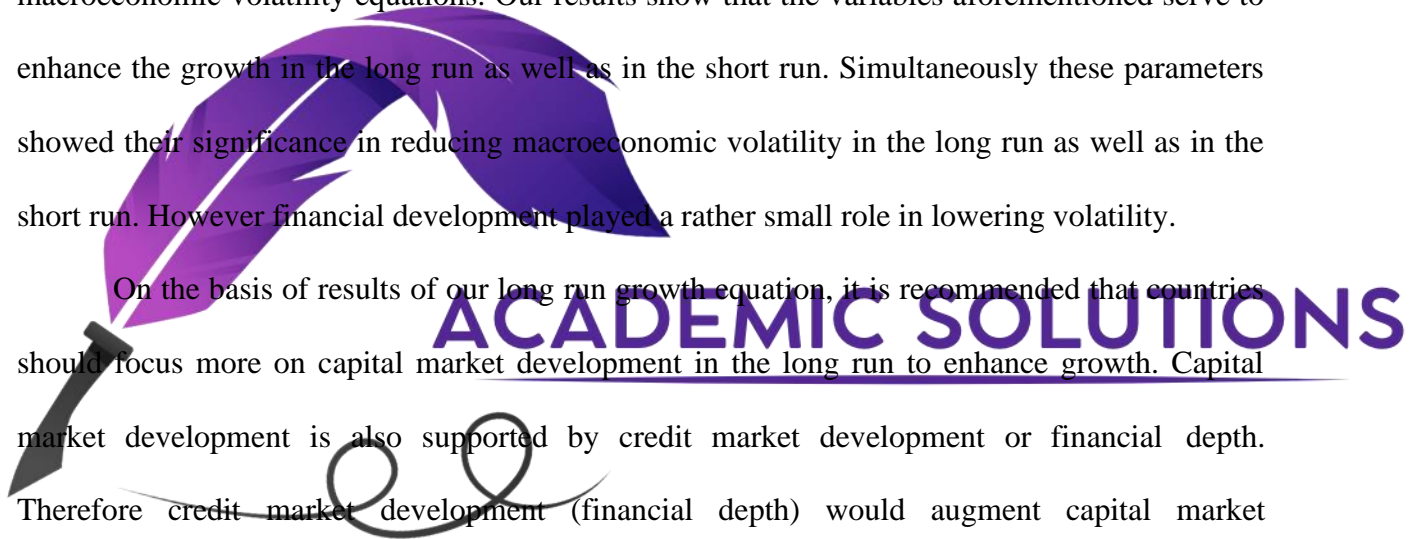 macroeconomic volatility equations. Our results show that the variables aforementioned serve to
enhance the growth in the long run as well as in the short run. Simultaneously these parameters
showed their significance in reducing macroeconomic volatility in the long run as well as in the
short run. However financial development played a rather small role in lowering volatility.
On the basis of results of our long run growth equation, it is recommended that countries
ACADEMIC SOLUTIONS
should focus more on capital market development in the long run to enhance growth. Capital
market development is also supported by credit market development or financial depth.
Therefore credit market development (financial depth) would augment capital market